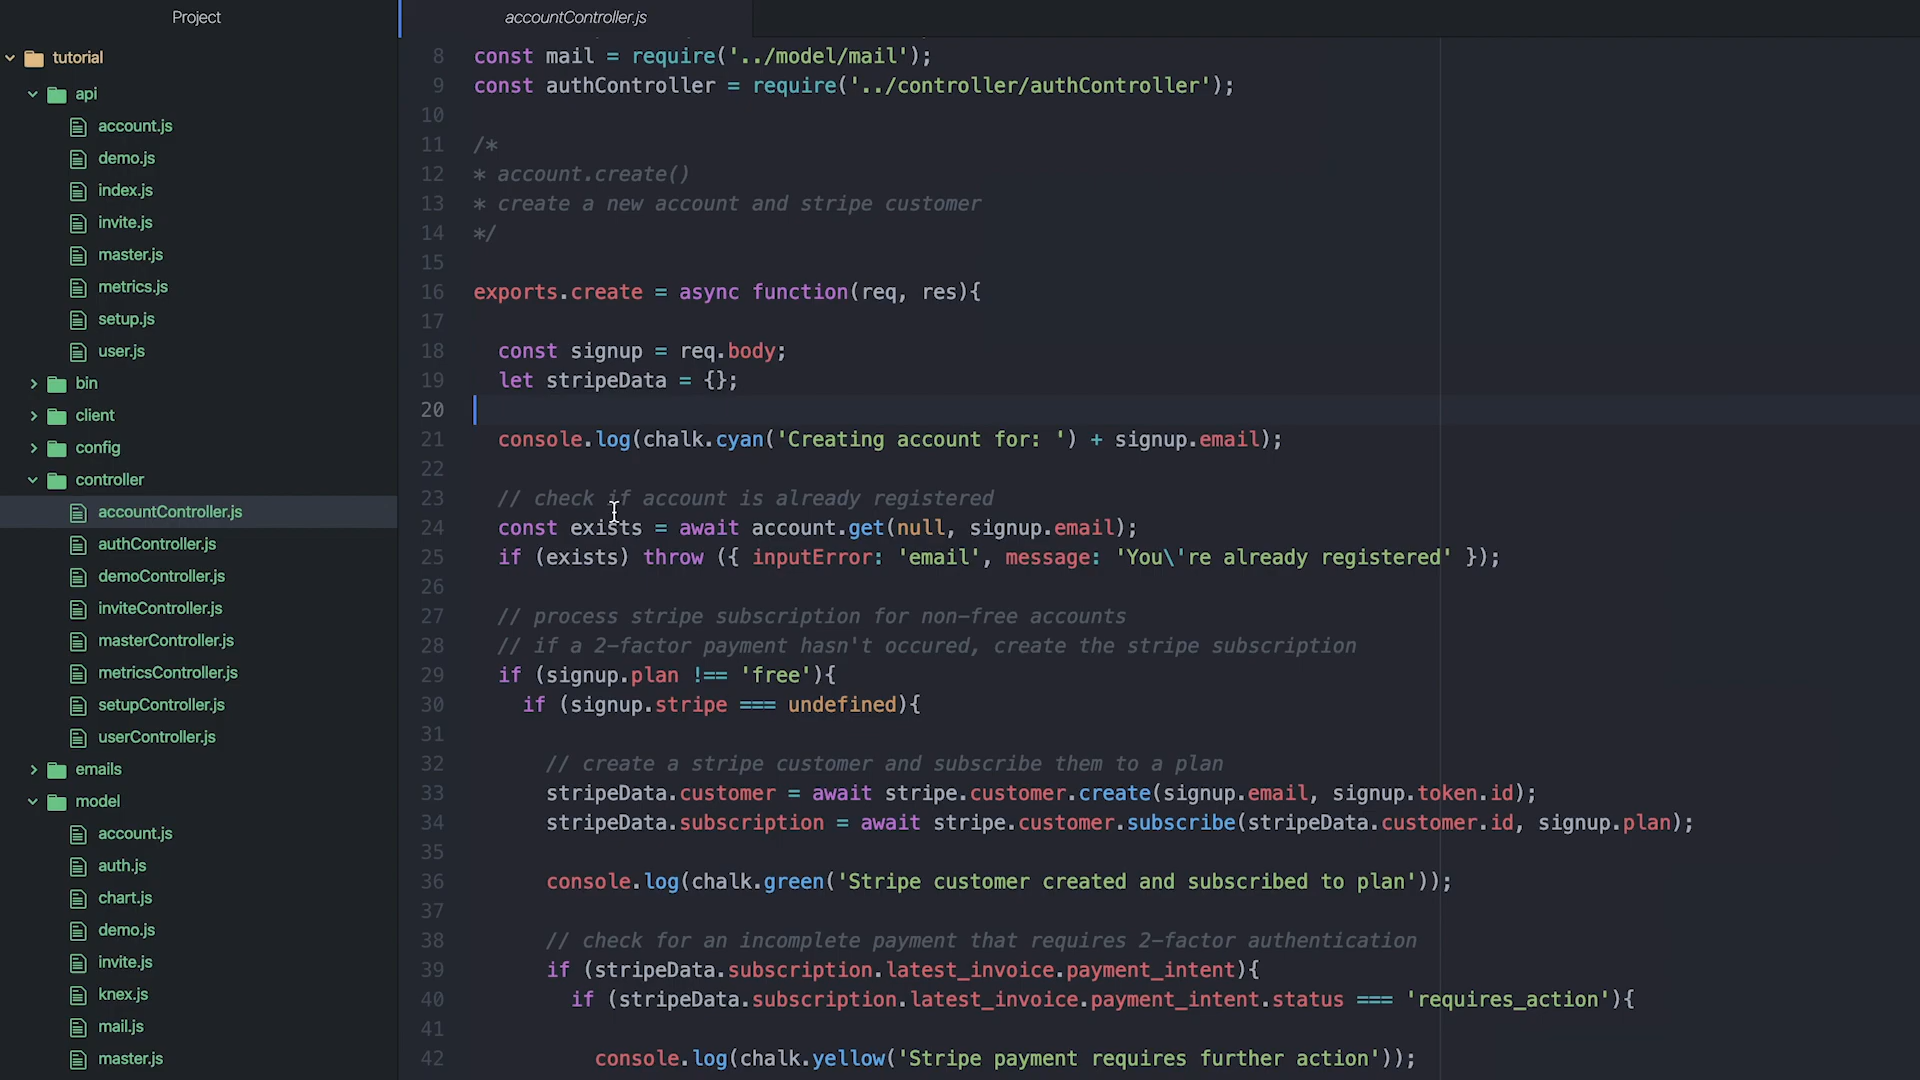 Project
tutorial
api
account.js
demo.js
index.js
invite.js
master.js
metrics.js
setup.js
user.js
bin
client
config
controller
accountController.js
authController.js
demoController.js
inviteController.js
masterController.js
metricsController.js
setupController.js
userController.js
emails
model
account.js
auth.js
chart.js
demo.js
invite.js
knex.js
mail.js
master.js
accountController.js
8 const mail = require('../model/mail');
9 const authController = require('../controller/authController');
10
11 /*
12 * account.create()
13 * create a new account and stripe customer
14 */
15
16 exports.create = async function(req, res){
17
18 const signup = req.body;
19 let stripeData = {};
20
21 console.log(chalk.cyan('Creating account for: ') + signup.email);
22
23 // check if account is already registered
24 const exists = await account.get(null, signup.email);
25 if (exists) throw ({ inputError: 'email', message: 'You\'re already registered' });
26
27 // process stripe subscription for non-free accounts
28 // if a 2-factor payment hasn't occured, create the stripe subscription
29 if (signup.plan !== 'free'){
30 if (signup.stripe === undefined){
31
32 // create a stripe customer and subscribe them to a plan
33 stripeData.customer = await stripe.customer.create(signup.email, signup.token.id);
34 stripeData.subscription = await stripe.customer.subscribe(stripeData.customer.id, signup.plan);
35
36 console.log(chalk.green('Stripe customer created and subscribed to plan'));
37
38 // check for an incomplete payment that requires 2-factor authentication
39 if (stripeData.subscription.latest_invoice.payment_intent){
40 if (stripeData.subscription.latest_invoice.payment_intent.status === 'requires_action'){
41
42 console.log(chalk.yellow('Stripe payment requires further action'));